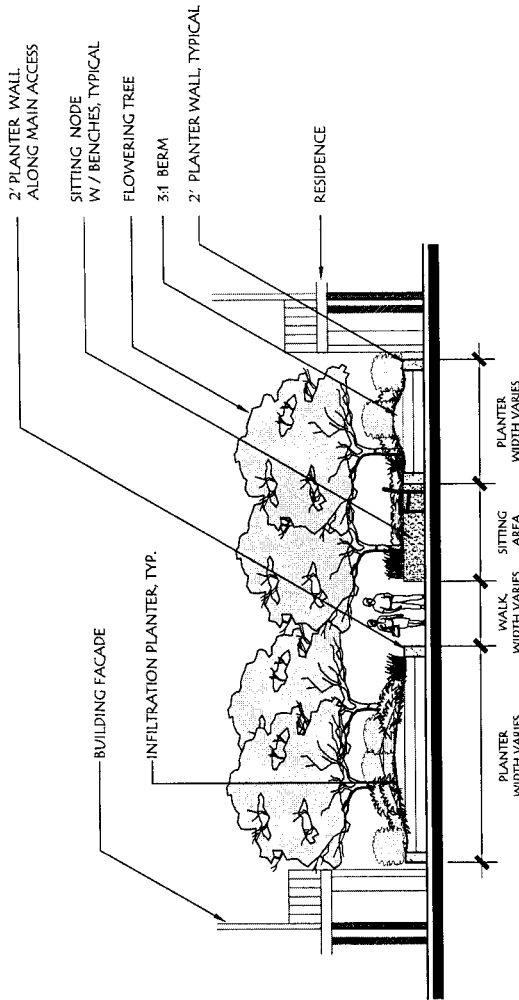 BUILDING FACADE
INFILTRATION PLANTER, TYP.
2' PLANTER WALL
ALONG MAIN ACCESS
SITTING NODE
W / BENCHES, TYPICAL
FLOWERING TREE
3:1 BERM
2' PLANTER WALL, TYPICAL
RESIDENCE
PLANTER
WIDTH VARIES
WALK,
WIDTH VARIES
SITTING
AREA
PLANTER
WIDTH VARIES